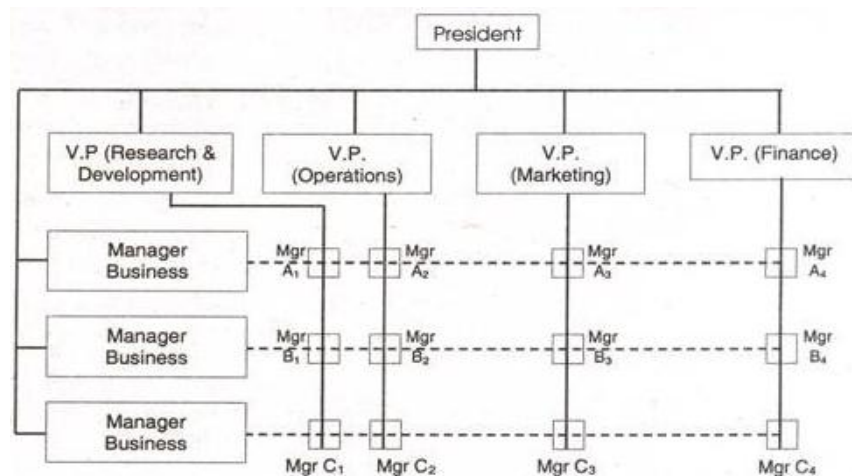 President
V.P (Research &
Development)
V.P.
(Operations)
V.P.
(Marketing)
V.P. (Finance)
Manager
Business
Mgr
A₁
Mgr
A₂
Mgr
A₃
Mgr
A₄
Manager
Business
Mgr
B₁
Mgr
B₂
Mgr
B₃
Mgr
B₄
Manager
Business
Mgr C₁
Mgr C₂
Mgr C₃
Mgr C₄